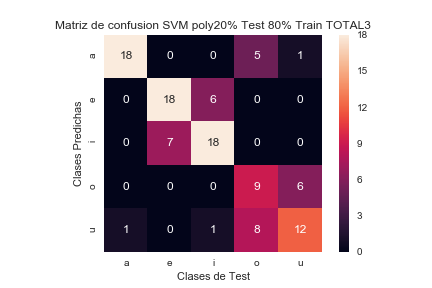 Matriz de confusion SVM poly20% Test 80% Train TOTAL3
Clases Predichas
a 18 0 0 5 1
e 0 18 6 0 0
i 0 7 18 0 0
o 0 0 0 9 6
u 1 0 1 8 12
a e i o u
Clases de Test
18
15
12
9
6
3
0